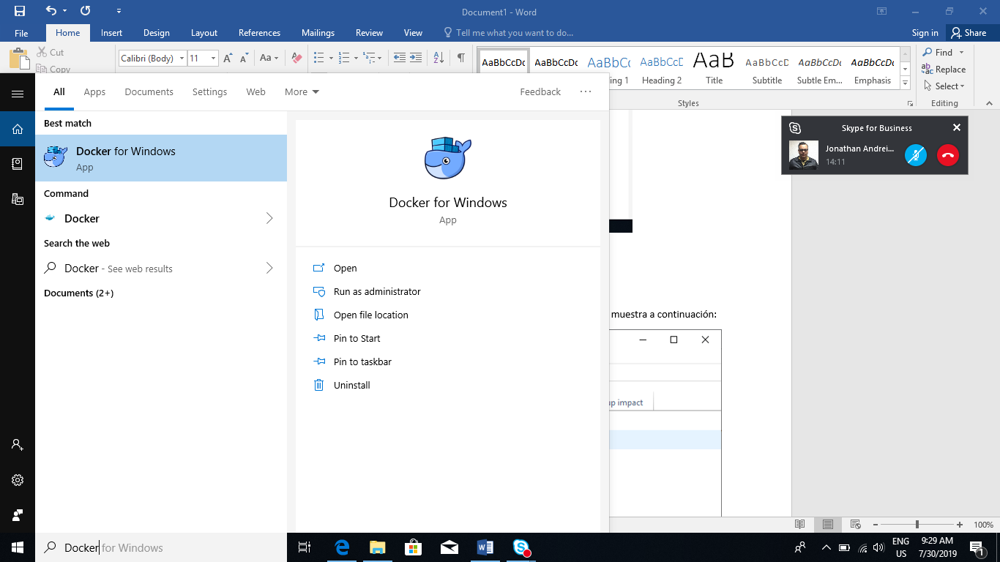 Document1 - Word
File
Home
Insert
Design
Layout
References
Mailings
Review
View
Tell me what you want to do...
Sign in
Share
Cut
Copy
Calibri (Body)
11
Aa
AaBbCcDc
AaBbCcDc
AaBbCc
AaBbCcD
AaB
AaBbCcD
AaBbCcDc
AaBbCcDc
g 1
Heading 2
Title
Subtitle
Subtle Em...
Emphasis
Styles
Find
Replace
Select
Editing
All
Apps
Documents
Settings
Web
More
Feedback
Best match
Docker for Windows
App
Command
Docker
Search the web
Docker - See web results
Documents (2+)
Docker for Windows
App
Open
Run as administrator
Open file location
Pin to Start
Pin to taskbar
Uninstall
Skype for Business
Jonathan Andrei...
14:11
muestra a continuación:
up impact
100%
Docker for Windows
ENG
US
9:29 AM
7/30/2019
1